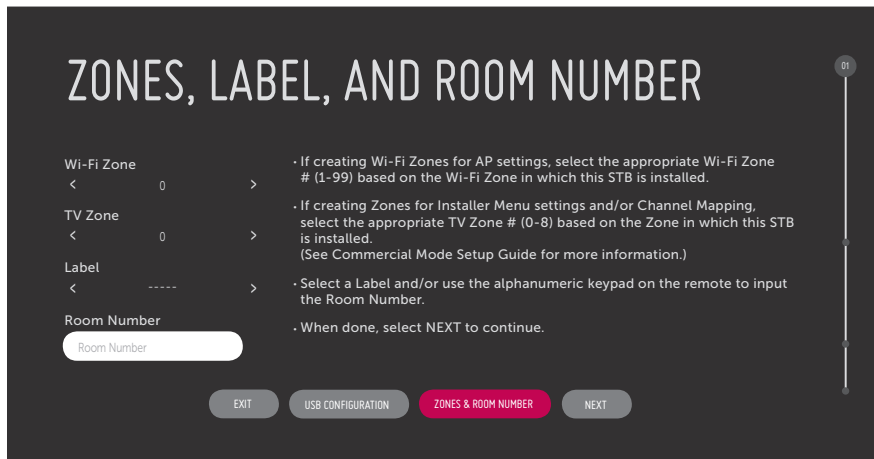 ZONES, LABEL, AND ROOM NUMBER
01
Wi-Fi Zone
< 0 >
TV Zone
< 0 >
Label
< ----- >
Room Number
Room Number
• If creating Wi-Fi Zones for AP settings, select the appropriate Wi-Fi Zone
# (1-99) based on the Wi-Fi Zone in which this STB is installed.
• If creating Zones for Installer Menu settings and/or Channel Mapping,
select the appropriate TV Zone # (0-8) based on the Zone in which this STB
is installed.
(See Commercial Mode Setup Guide for more information.)
• Select a Label and/or use the alphanumeric keypad on the remote to input
the Room Number.
• When done, select NEXT to continue.
EXIT USB CONFIGURATION ZONES & ROOM NUMBER NEXT